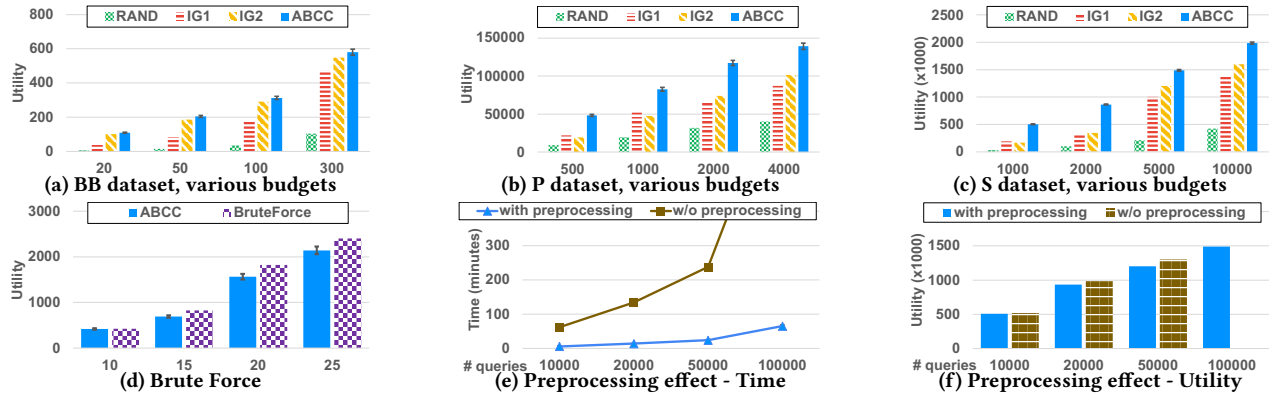 RAND IG1 IG2 ABCC
Utility
800
600
400
200
0
20 50 100 300
(a) BB dataset, various budgets
RAND IG1 IG2 ABCC
Utility
150000
100000
50000
0
500 1000 2000 4000
(b) P dataset, various budgets
RAND IG1 IG2 ABCC
Utility (x1000)
2500
2000
1500
1000
500
0
1000 2000 5000 10000
(c) S dataset, various budgets
ABCC BruteForce
Utility
3000
2000
1000
0
10 15 20 25
(d) Brute Force
with preprocessing w/o preprocessing
Time (minutes)
400
300
200
100
0
# queries 10000 20000 50000 100000
(e) Preprocessing effect - Time
with preprocessing w/o preprocessing
Utility (x1000)
2000
1500
1000
500
0
# queries 10000 20000 50000 100000
(f) Preprocessing effect - Utility